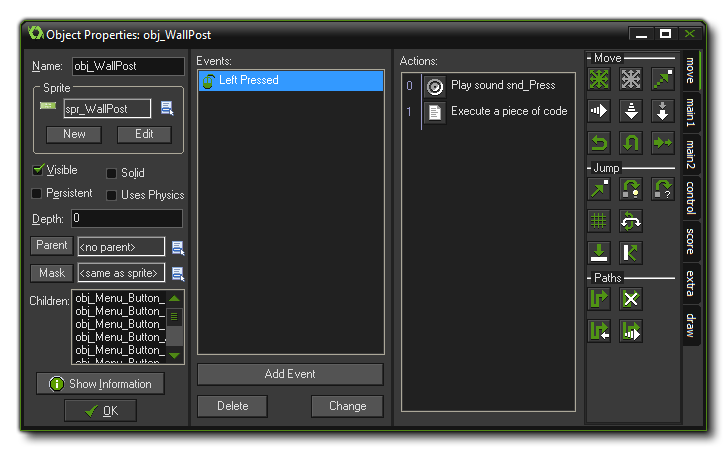 Object Properties: obj_WallPost
Name: obj_WallPost
Sprite
spr_WallPost
New Edit
Visible Solid
Persistent Uses Physics
Depth: 0
Parent <no parent>
Mask <same as sprite>
Children: obj_Menu_Button_
obj_Menu_Button_
obj_Menu_Button_
obj_Menu_Button_
obj_Menu_Button_
obj_Menu_Button_
Show Information
OK
Events:
Left Pressed
Add Event
Delete Change
Actions:
0 Play sound snd_Press
1 Execute a piece of code
Move
Jump
?
Paths
move
main1
main2
control
score
extra
draw